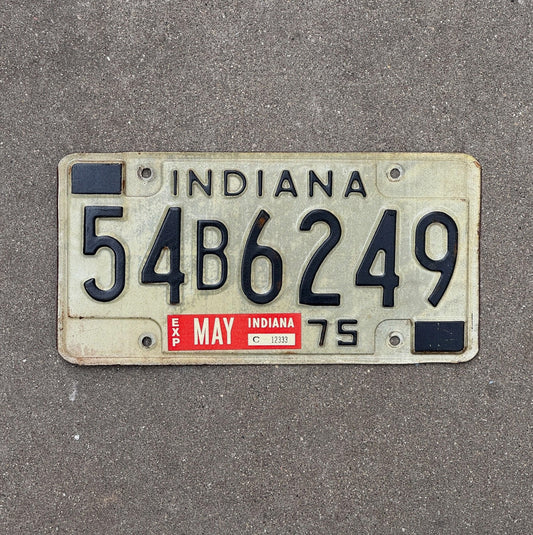 INDIANA
54B6249
EXP MAY INDIANA 75
C 12333